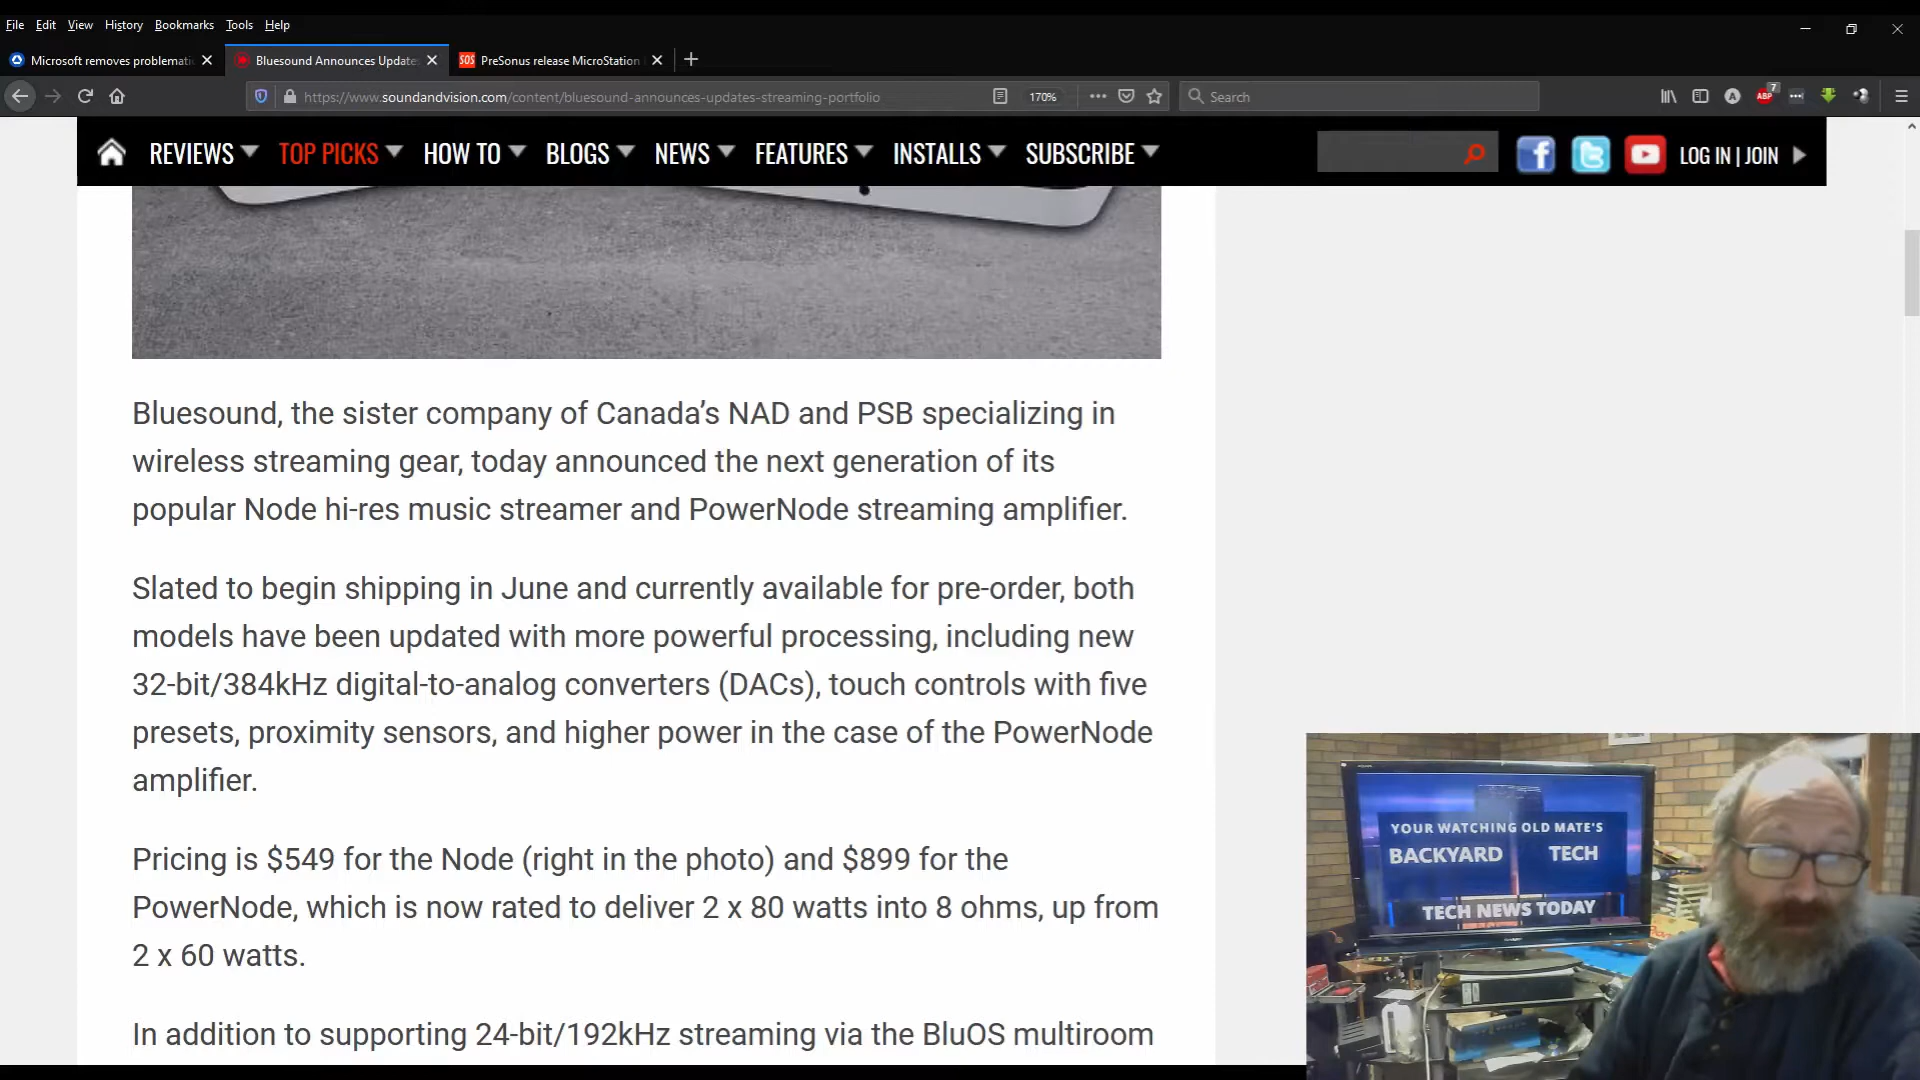 File Edit View History Bookmarks Tools Help
Microsoft removes problemati
Bluesound Announces Update
SOS PreSonus release MicroStation
https://www.soundandvision.com/content/bluesound-announces-updates-streaming-portfolio
170%
Search
ABP 7
REVIEWS TOP PICKS HOW TO BLOGS NEWS FEATURES INSTALLS SUBSCRIBE
LOG IN | JOIN
Bluesound, the sister company of Canada’s NAD and PSB specializing in
wireless streaming gear, today announced the next generation of its
popular Node hi-res music streamer and PowerNode streaming amplifier.
Slated to begin shipping in June and currently available for pre-order, both
models have been updated with more powerful processing, including new
32-bit/384kHz digital-to-analog converters (DACs), touch controls with five
presets, proximity sensors, and higher power in the case of the PowerNode
amplifier.
Pricing is $549 for the Node (right in the photo) and $899 for the
PowerNode, which is now rated to deliver 2 x 80 watts into 8 ohms, up from
2 x 60 watts.
In addition to supporting 24-bit/192kHz streaming via the BluOS multiroom
YOUR WATCHING OLD MATE'S
BACKYARD TECH
TECH NEWS TODAY